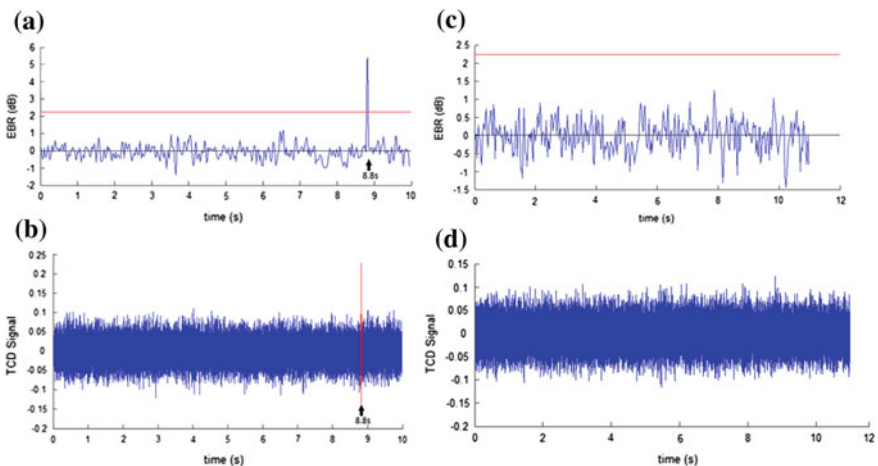 (a)
EBR (dB)
6
5
4
3
2
1
0
-1
-2
0 1 2 3 4 5 6 7 8 9 10
8.8s
time (s)
(c)
EBR (dB)
2.5
2
1.5
1
0.5
0
-0.5
-1
-1.5
0 2 4 6 8 10 12
time (s)
(b)
TCD Signal
0.25
0.2
0.15
0.1
0.05
0
-0.05
-0.1
-0.15
-0.2
0 1 2 3 4 5 6 7 8 9 10
8.8s
time (s)
(d)
TCD Signal
0.15
0.1
0.05
0
-0.05
-0.1
-0.15
-0.2
0 2 4 6 8 10 12
time (s)